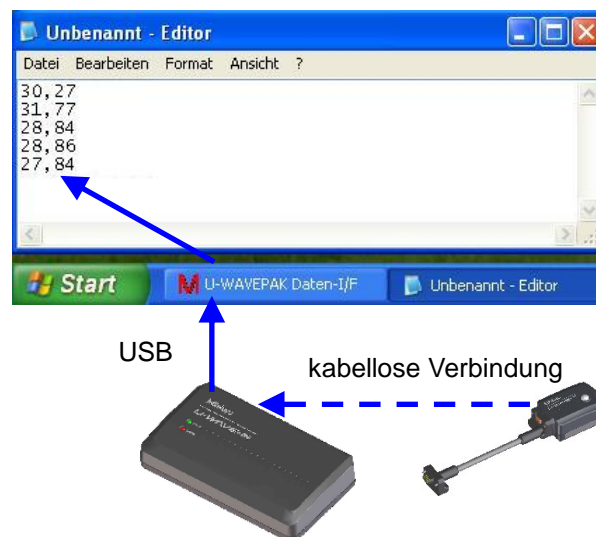 Unbenannt - Editor
Datei Bearbeiten Format Ansicht ?
30,27
31,77
28,84
28,86
27,84
Start
U-WAVEPAK Daten-I/F
Unbenannt - Editor
USB
kabellose Verbindung